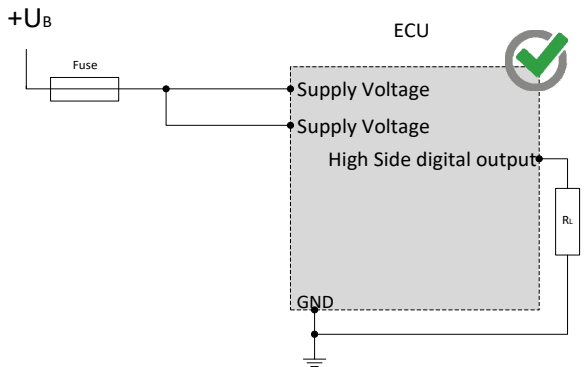 +UB
ECU
Fuse
Supply Voltage
Supply Voltage
High Side digital output
RL
GND